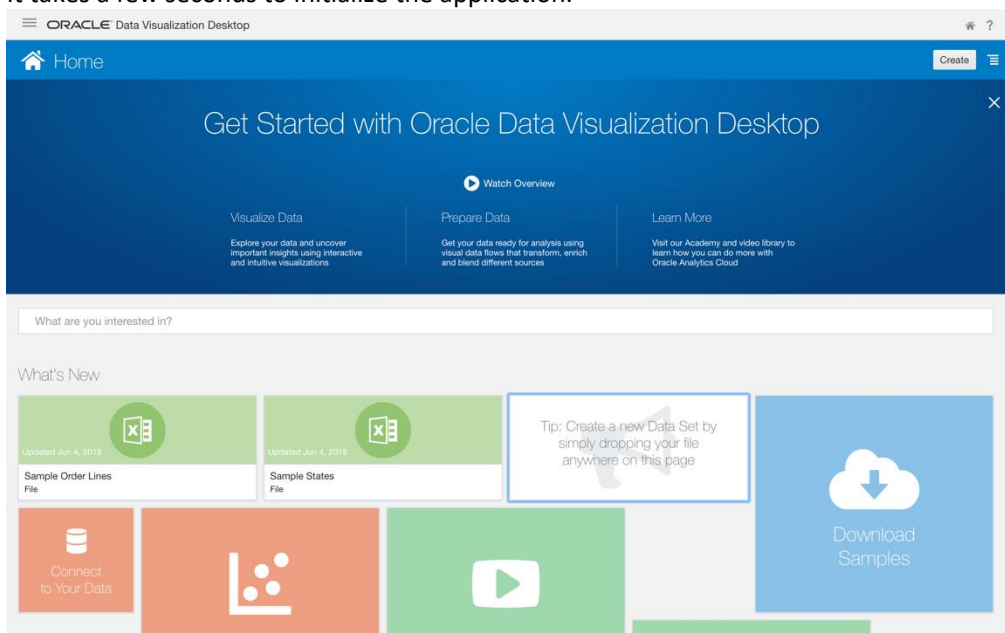 It takes a few seconds to initialize the application.
ORACLE® Data Visualization Desktop
?
Home
Create
Get Started with Oracle Data Visualization Desktop
Watch Overview
Visualize Data
Explore your data and uncover
important insights using interactive
and intuitive visualizations
Prepare Data
Get your data ready for analysis using
visual data flows that transform, enrich
and blend different sources
Learn More
Visit our Academy and video library to
learn how you can do more with
Oracle Analytics Cloud
What are you interested in?
What's New
Updated Jun 4, 2018
Sample Order Lines
File
Updated Jun 4, 2018
Sample States
File
Tip: Create a new Data Set by
simply dropping your file
anywhere on this page
Download
Samples
Connect
to Your Data